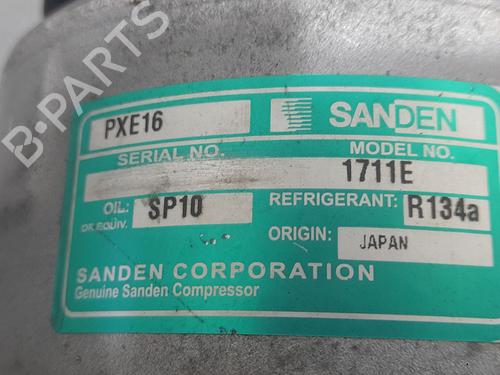 PXE16
SANDEN
SERIAL NO.
MODEL NO.
1711E
OIL:
OR EQUIV.
SP10
REFRIGERANT:
R134a
ORIGIN:
JAPAN
SANDEN CORPORATION
Genuine Sanden Compressor
B-PARTS